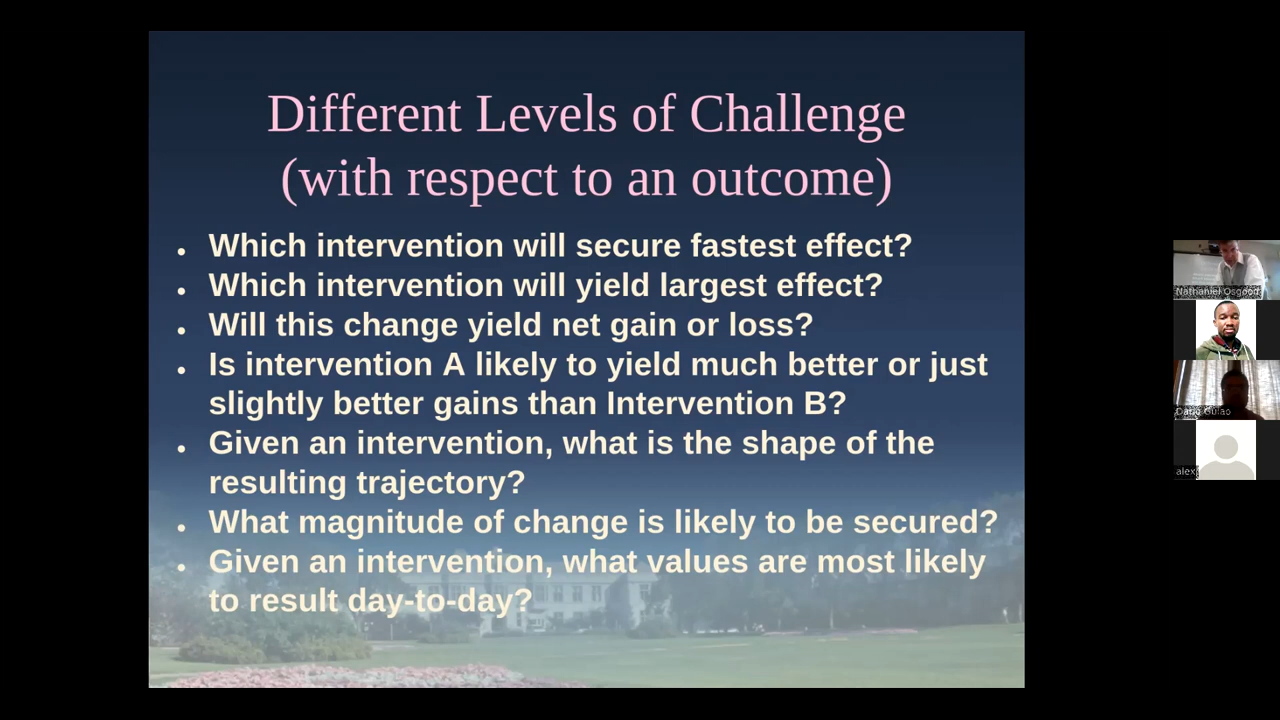 Different Levels of Challenge
(with respect to an outcome)
• Which intervention will secure fastest effect?
• Which intervention will yield largest effect?
• Will this change yield net gain or loss?
• Is intervention A likely to yield much better or just
slightly better gains than Intervention B?
• Given an intervention, what is the shape of the
resulting trajectory?
• What magnitude of change is likely to be secured?
• Given an intervention, what values are most likely
to result day-to-day?
Nathaniel Osgood